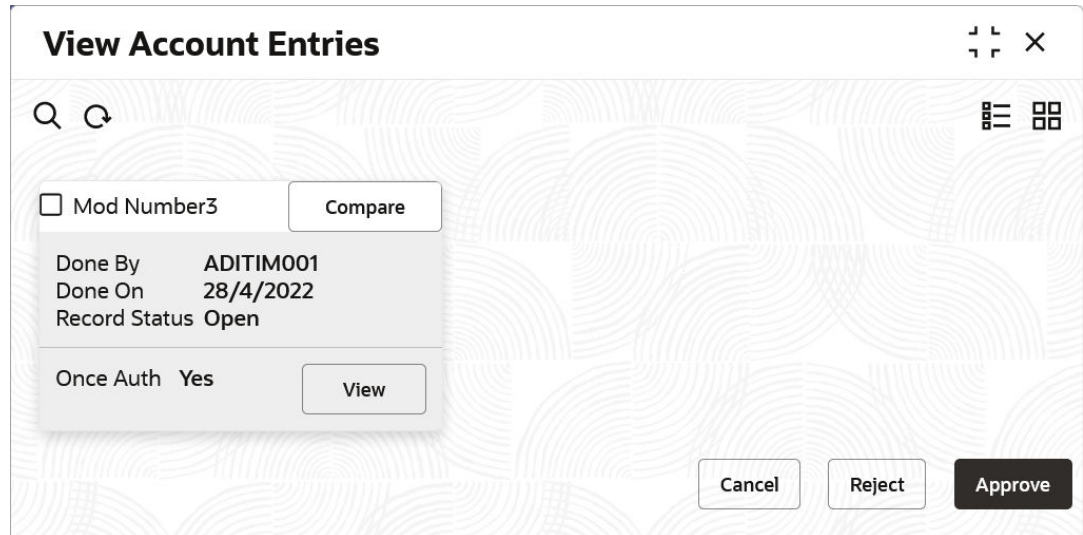 View Account Entries
Mod Number3 Compare
Done By ADITIM001
Done On 28/4/2022
Record Status Open
Once Auth Yes View
Cancel Reject Approve